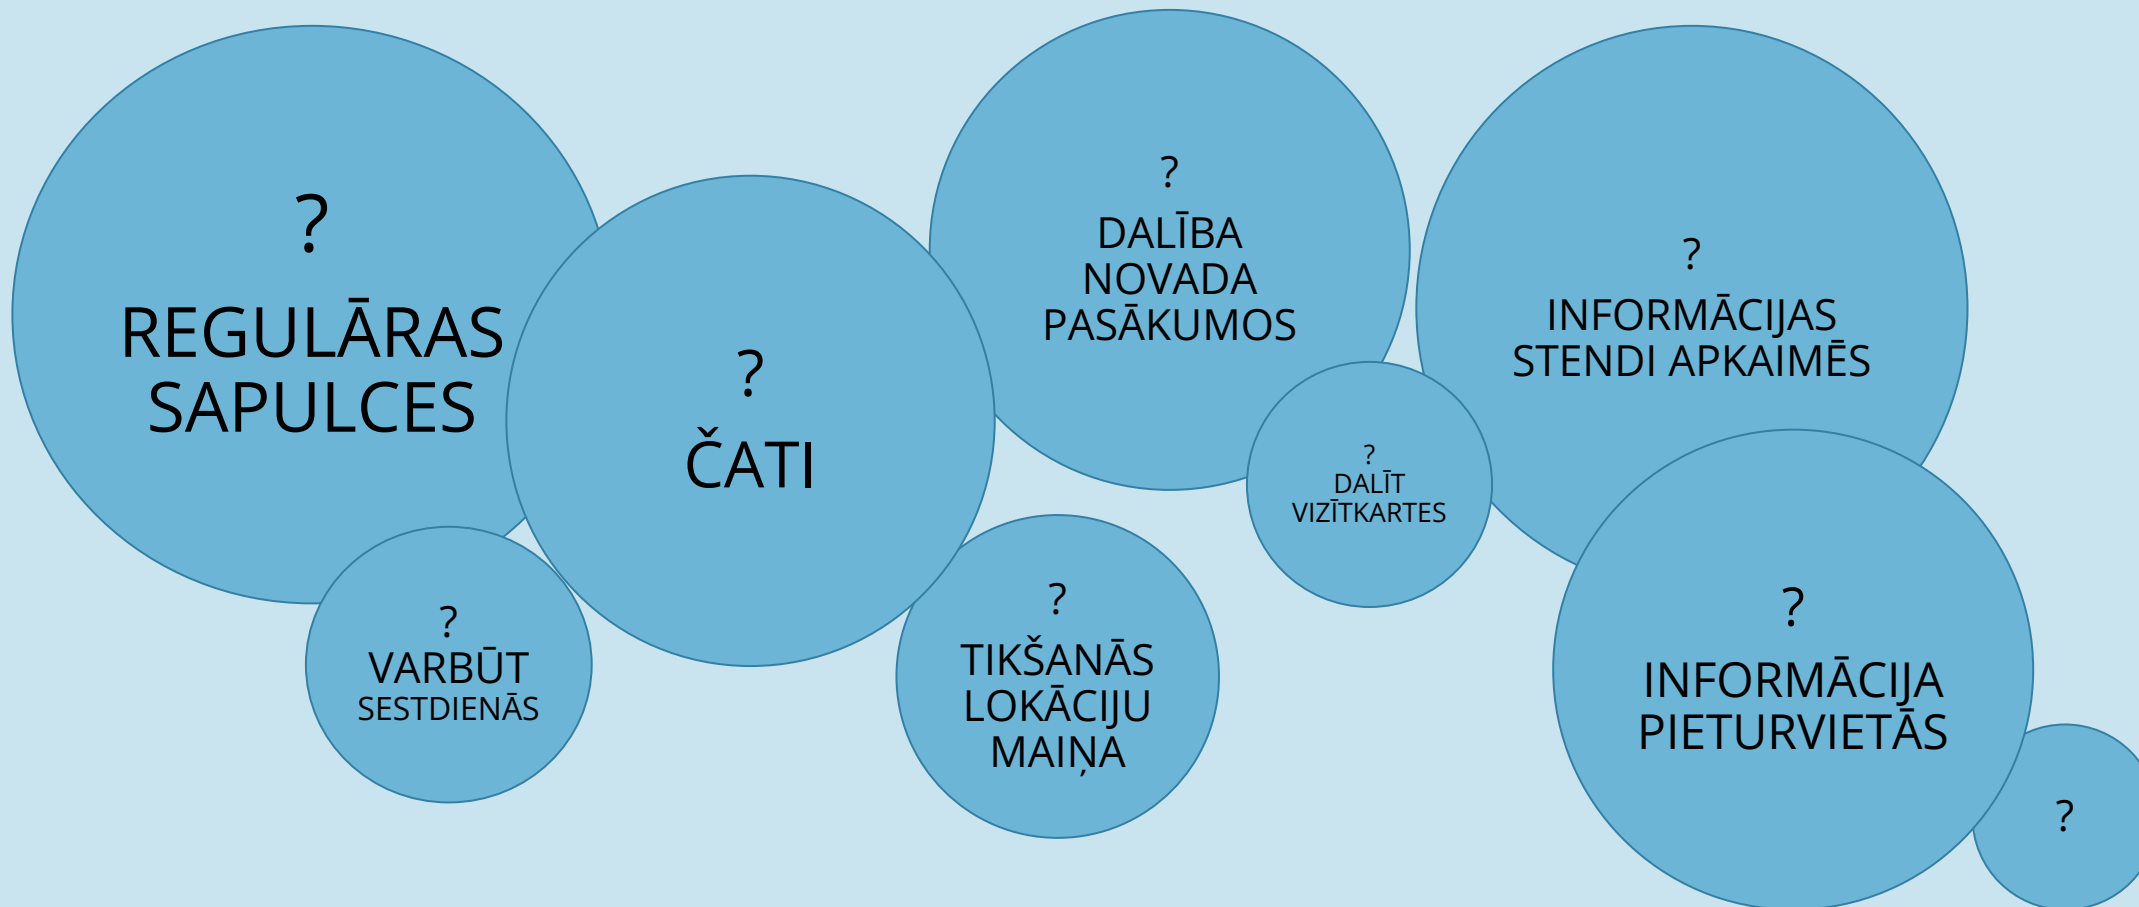 ?
REGULĀRAS
SAPULCES
?
VARBŪT
SESTDIENĀS
?
ČATI
?
DALĪBA
NOVADA
PASĀKUMOS
?
TIKŠANĀS
LOKĀCIJU
MAIŅA
?
DALĪT
VIZĪTKARTES
?
INFORMĀCIJAS
STENDI APKAIMĒS
?
INFORMĀCIJA
PIETURVIETĀS
?